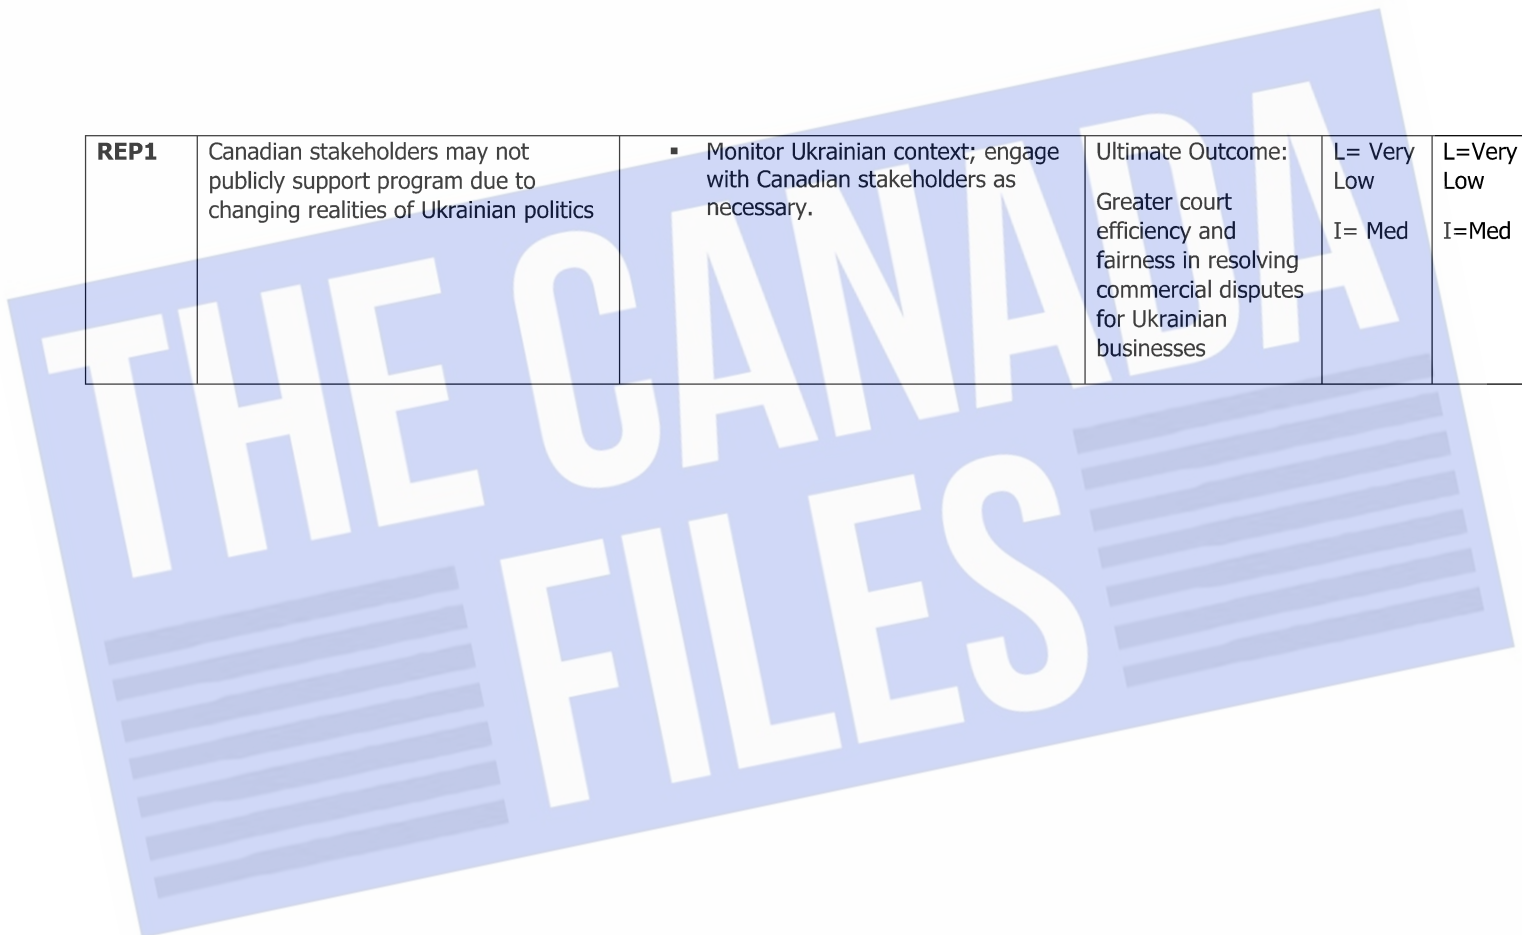 REP1
Canadian stakeholders may not
publicly support program due to
changing realities of Ukrainian politics
▪ Monitor Ukrainian context; engage
with Canadian stakeholders as
necessary.
Ultimate Outcome:
Greater court
efficiency and
fairness in resolving
commercial disputes
for Ukrainian
businesses
L= Very
Low
I= Med
L=Very
Low
I=Med
THE CANADA
FILES